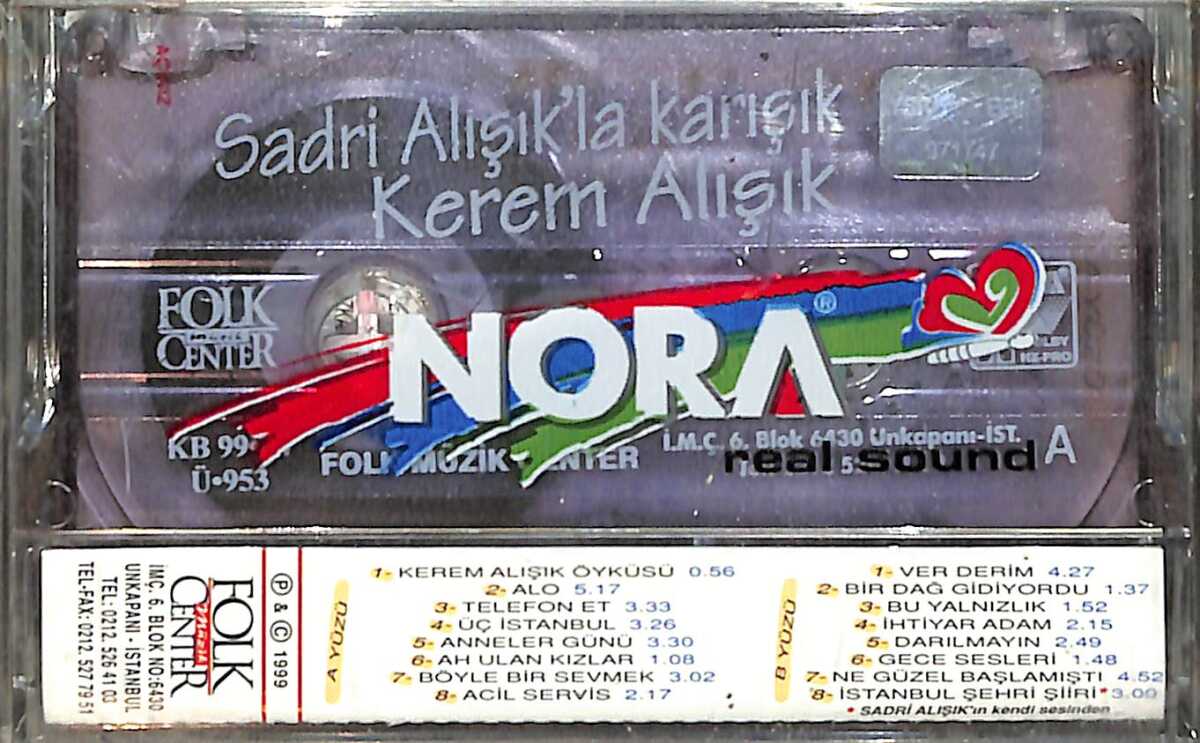 Sadri Alışık'la karışık
Kerem Alışık
071747
FOLK
müzik
CENTER
NORA®
HX-PRO
KB 99
Ü•953
I.M.Ç. 6. Blok 6430 Unkapanı-İST.
real sound
A
FOLK
müzik
CENTER
İMÇ. 6. BLOK NO:6430
UNKAPANI - İSTANBUL
TEL: 0212 526 41 03
TEL-FAX: 0212 527 79 51
Ⓟ & © 1999
A YÜZÜ
1- KEREM ALIŞIK ÖYKÜSÜ 0.56
2- ALO 5.17
3- TELEFON ET 3.33
4- ÜÇ İSTANBUL 3.26
5- ANNELER GÜNÜ 3.30
6- AH ULAN KIZLAR 1.08
7- BÖYLE BİR SEVMEK 3.02
8- ACİL SERVİS 2.17
B YÜZÜ
1- VER DERİM 4.27
2- BİR DAĞ GİDİYORDU 1.37
3- BU YALNIZLIK 1.52
4- İHTİYAR ADAM 2.15
5- DARILMAYIN 2.49
6- GECE SESLERİ 1.48
7- NE GÜZEL BAŞLAMIŞTI 4.52
8- İSTANBUL ŞEHRİ ŞİİRİ* 3.00
* SADRİ ALIŞIK'ın kendi sesinden